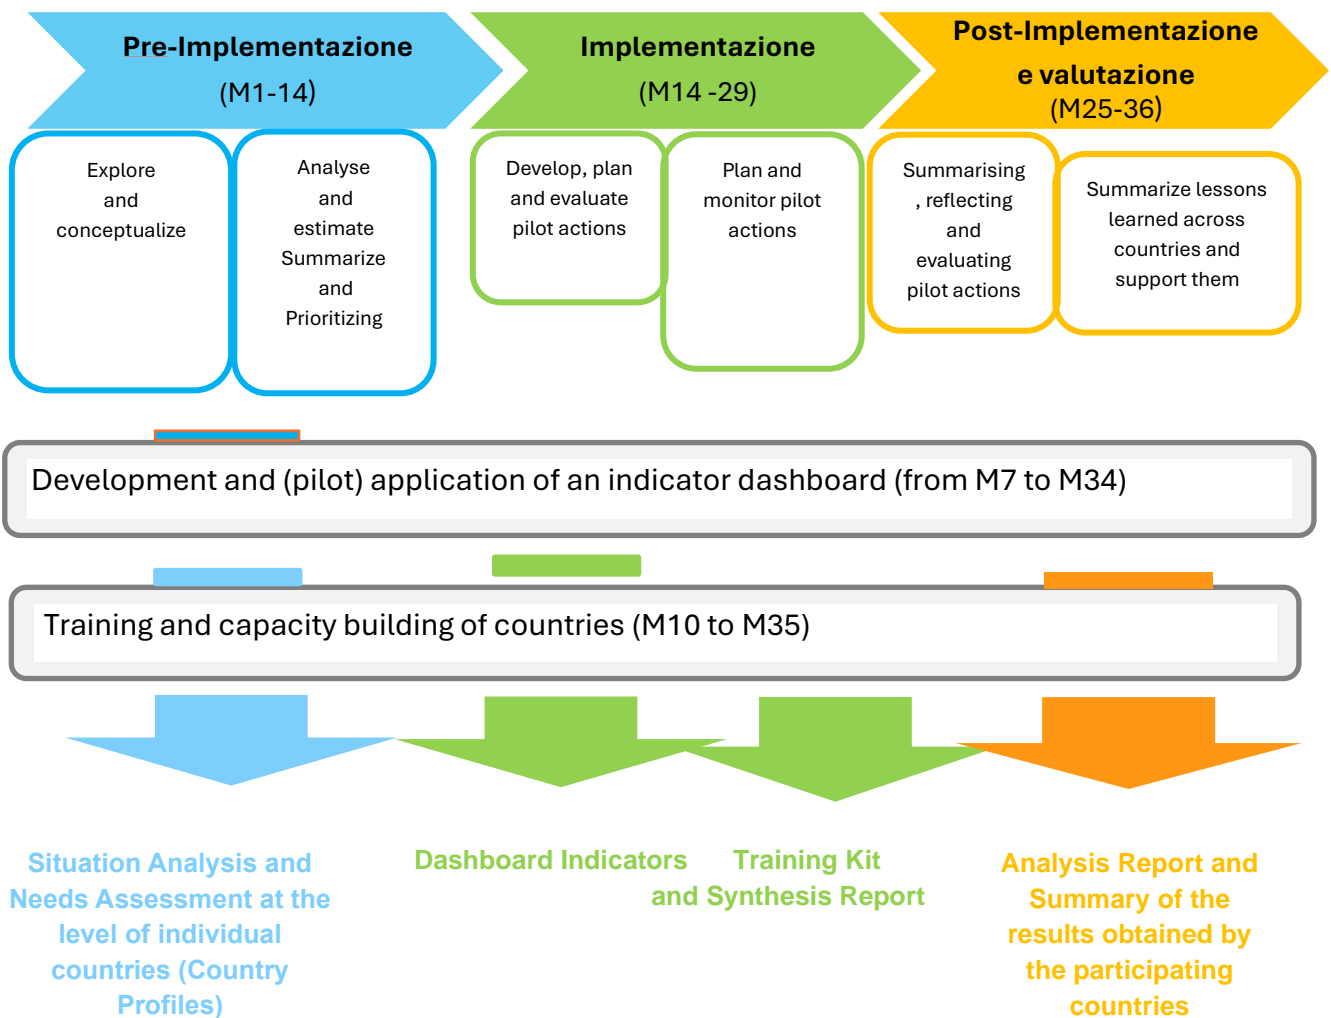 Pre-Implementazione
(M1-14)
Implementazione
(M14 -29)
Post-Implementazione
e valutazione
(M25-36)
Explore
and
conceptualize
Analyse
and
estimate
Summarize
and
Prioritizing
Develop, plan
and evaluate
pilot actions
Plan and
monitor pilot
actions
Summarising
, reflecting
and
evaluating
pilot actions
Summarize lessons
learned across
countries and
support them
Development and (pilot) application of an indicator dashboard (from M7 to M34)
Training and capacity building of countries (M10 to M35)
Situation Analysis and
Needs Assessment at the
level of individual
countries (Country
Profiles)
Dashboard Indicators
Training Kit
and Synthesis Report
Analysis Report and
Summary of the
results obtained by
the participating
countries